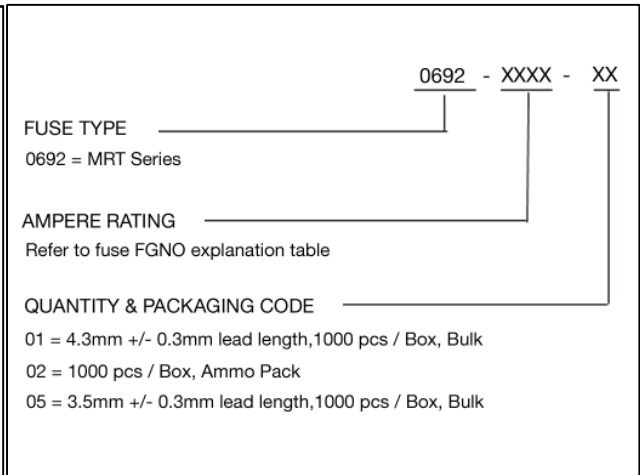 0692 - XXXX - XX
FUSE TYPE
0692 = MRT Series
AMPERE RATING
Refer to fuse FGNO explanation table
QUANTITY & PACKAGING CODE
01 = 4.3mm +/- 0.3mm lead length,1000 pcs / Box, Bulk
02 = 1000 pcs / Box, Ammo Pack
05 = 3.5mm +/- 0.3mm lead length,1000 pcs / Box, Bulk